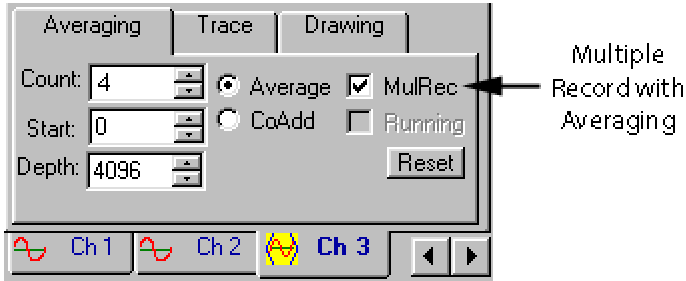 Averaging Trace Drawing
Count: 4 Average MulRec
Start: 0 CoAdd Running
Depth: 4096 Reset
Ch 1 Ch 2 Ch 3
Multiple
Record with
Averaging